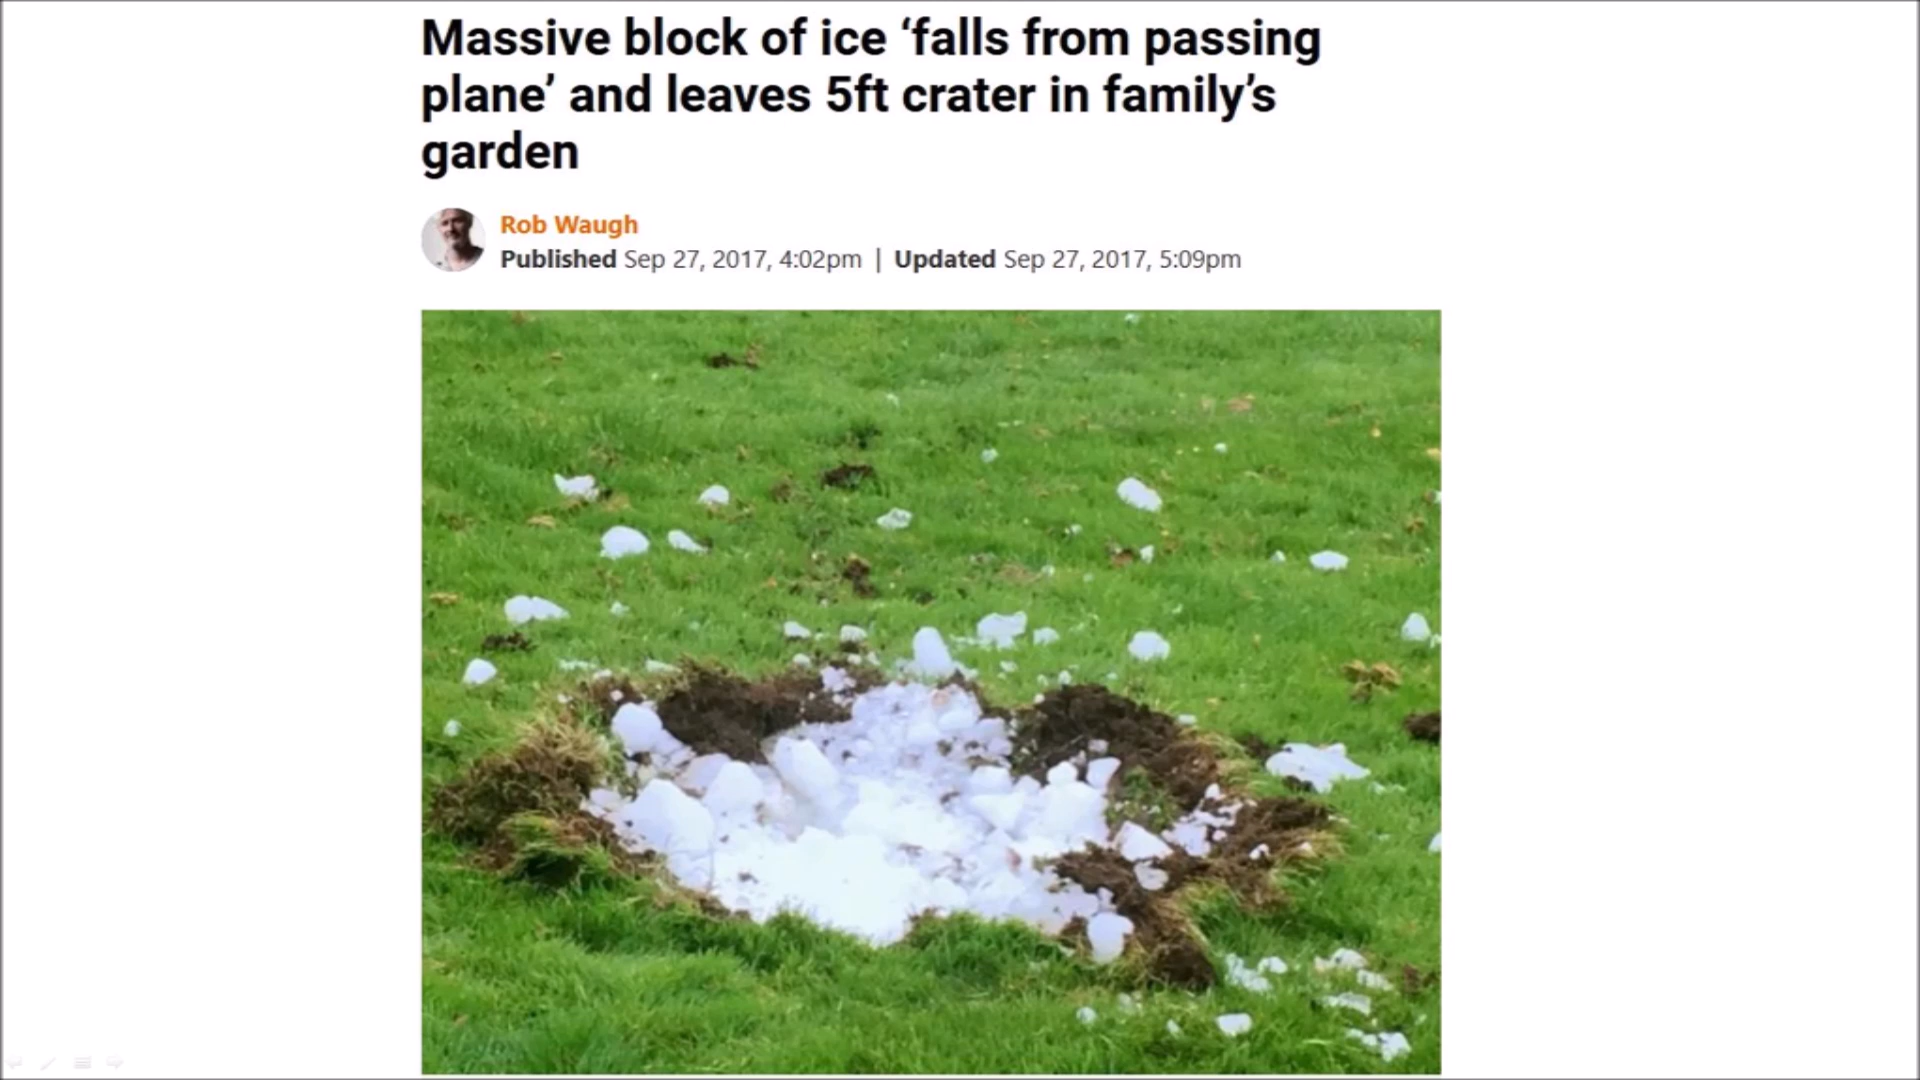 Massive block of ice ‘falls from passing
plane’ and leaves 5ft crater in family’s
garden
Rob Waugh
Published Sep 27, 2017, 4:02pm | Updated Sep 27, 2017, 5:09pm